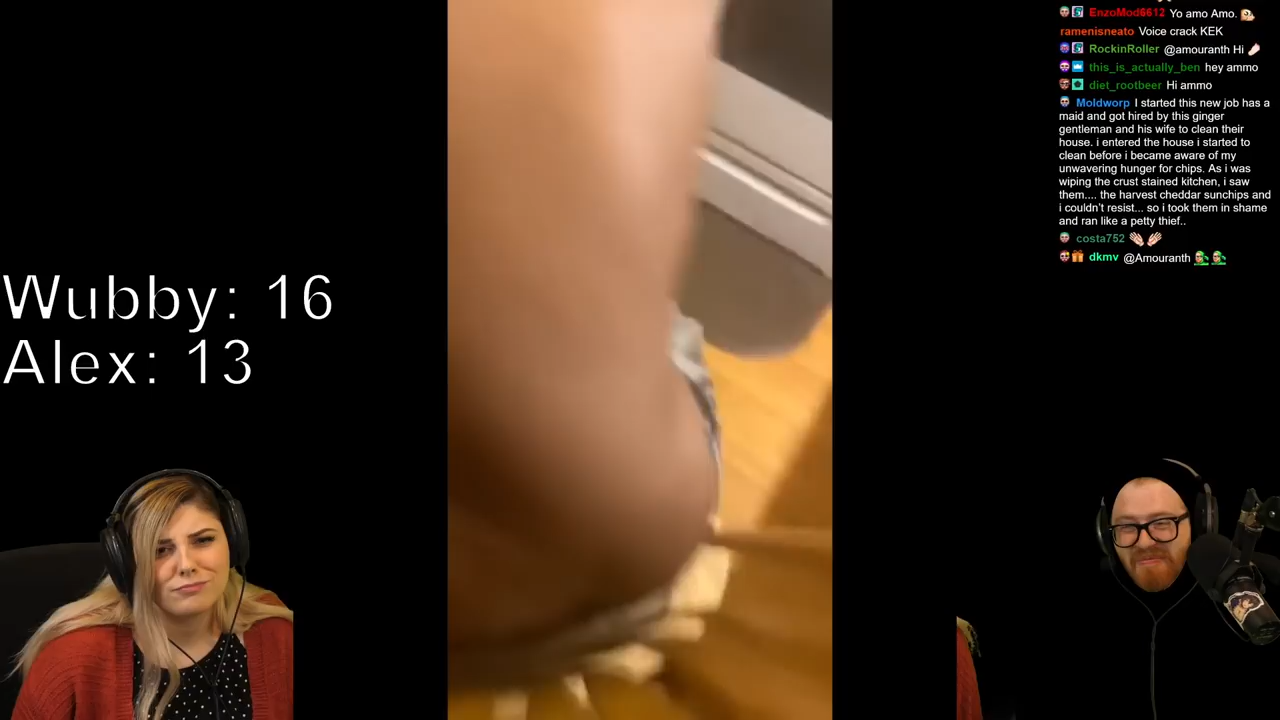 Wubby: 16
Alex: 13
EnzoMod6612 Yo amo Amo.
ramenisneato Voice crack KEK
RockinRoller @amouranth Hi
this_is_actually_ben hey ammo
diet_rootbeer Hi ammo
Moldworp I started this new job has a
maid and got hired by this ginger
gentleman and his wife to clean their
house. i entered the house i started to
clean before i became aware of my
unwavering hunger for chips. As i was
wiping the crust stained kitchen, i saw
them.... the harvest cheddar sunchips and
i couldn't resist... so i took them in shame
and ran like a petty thief..
costa752
dkmv @Amouranth